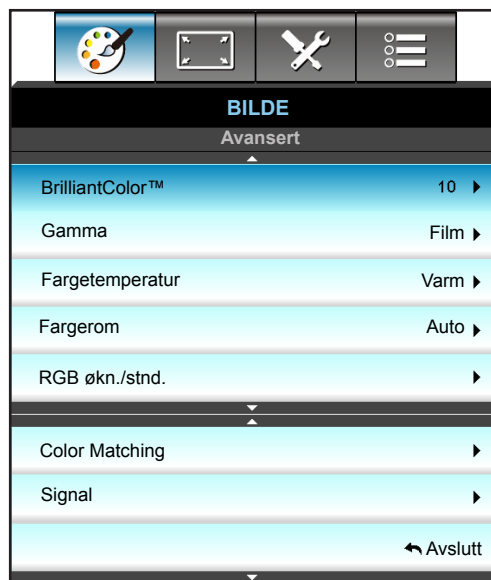 BILDE
Avansert
BrilliantColor™ 10
Gamma Film
Fargetemperatur Varm
Fargerom Auto
RGB økn./stnd.
Color Matching
Signal
Avslutt